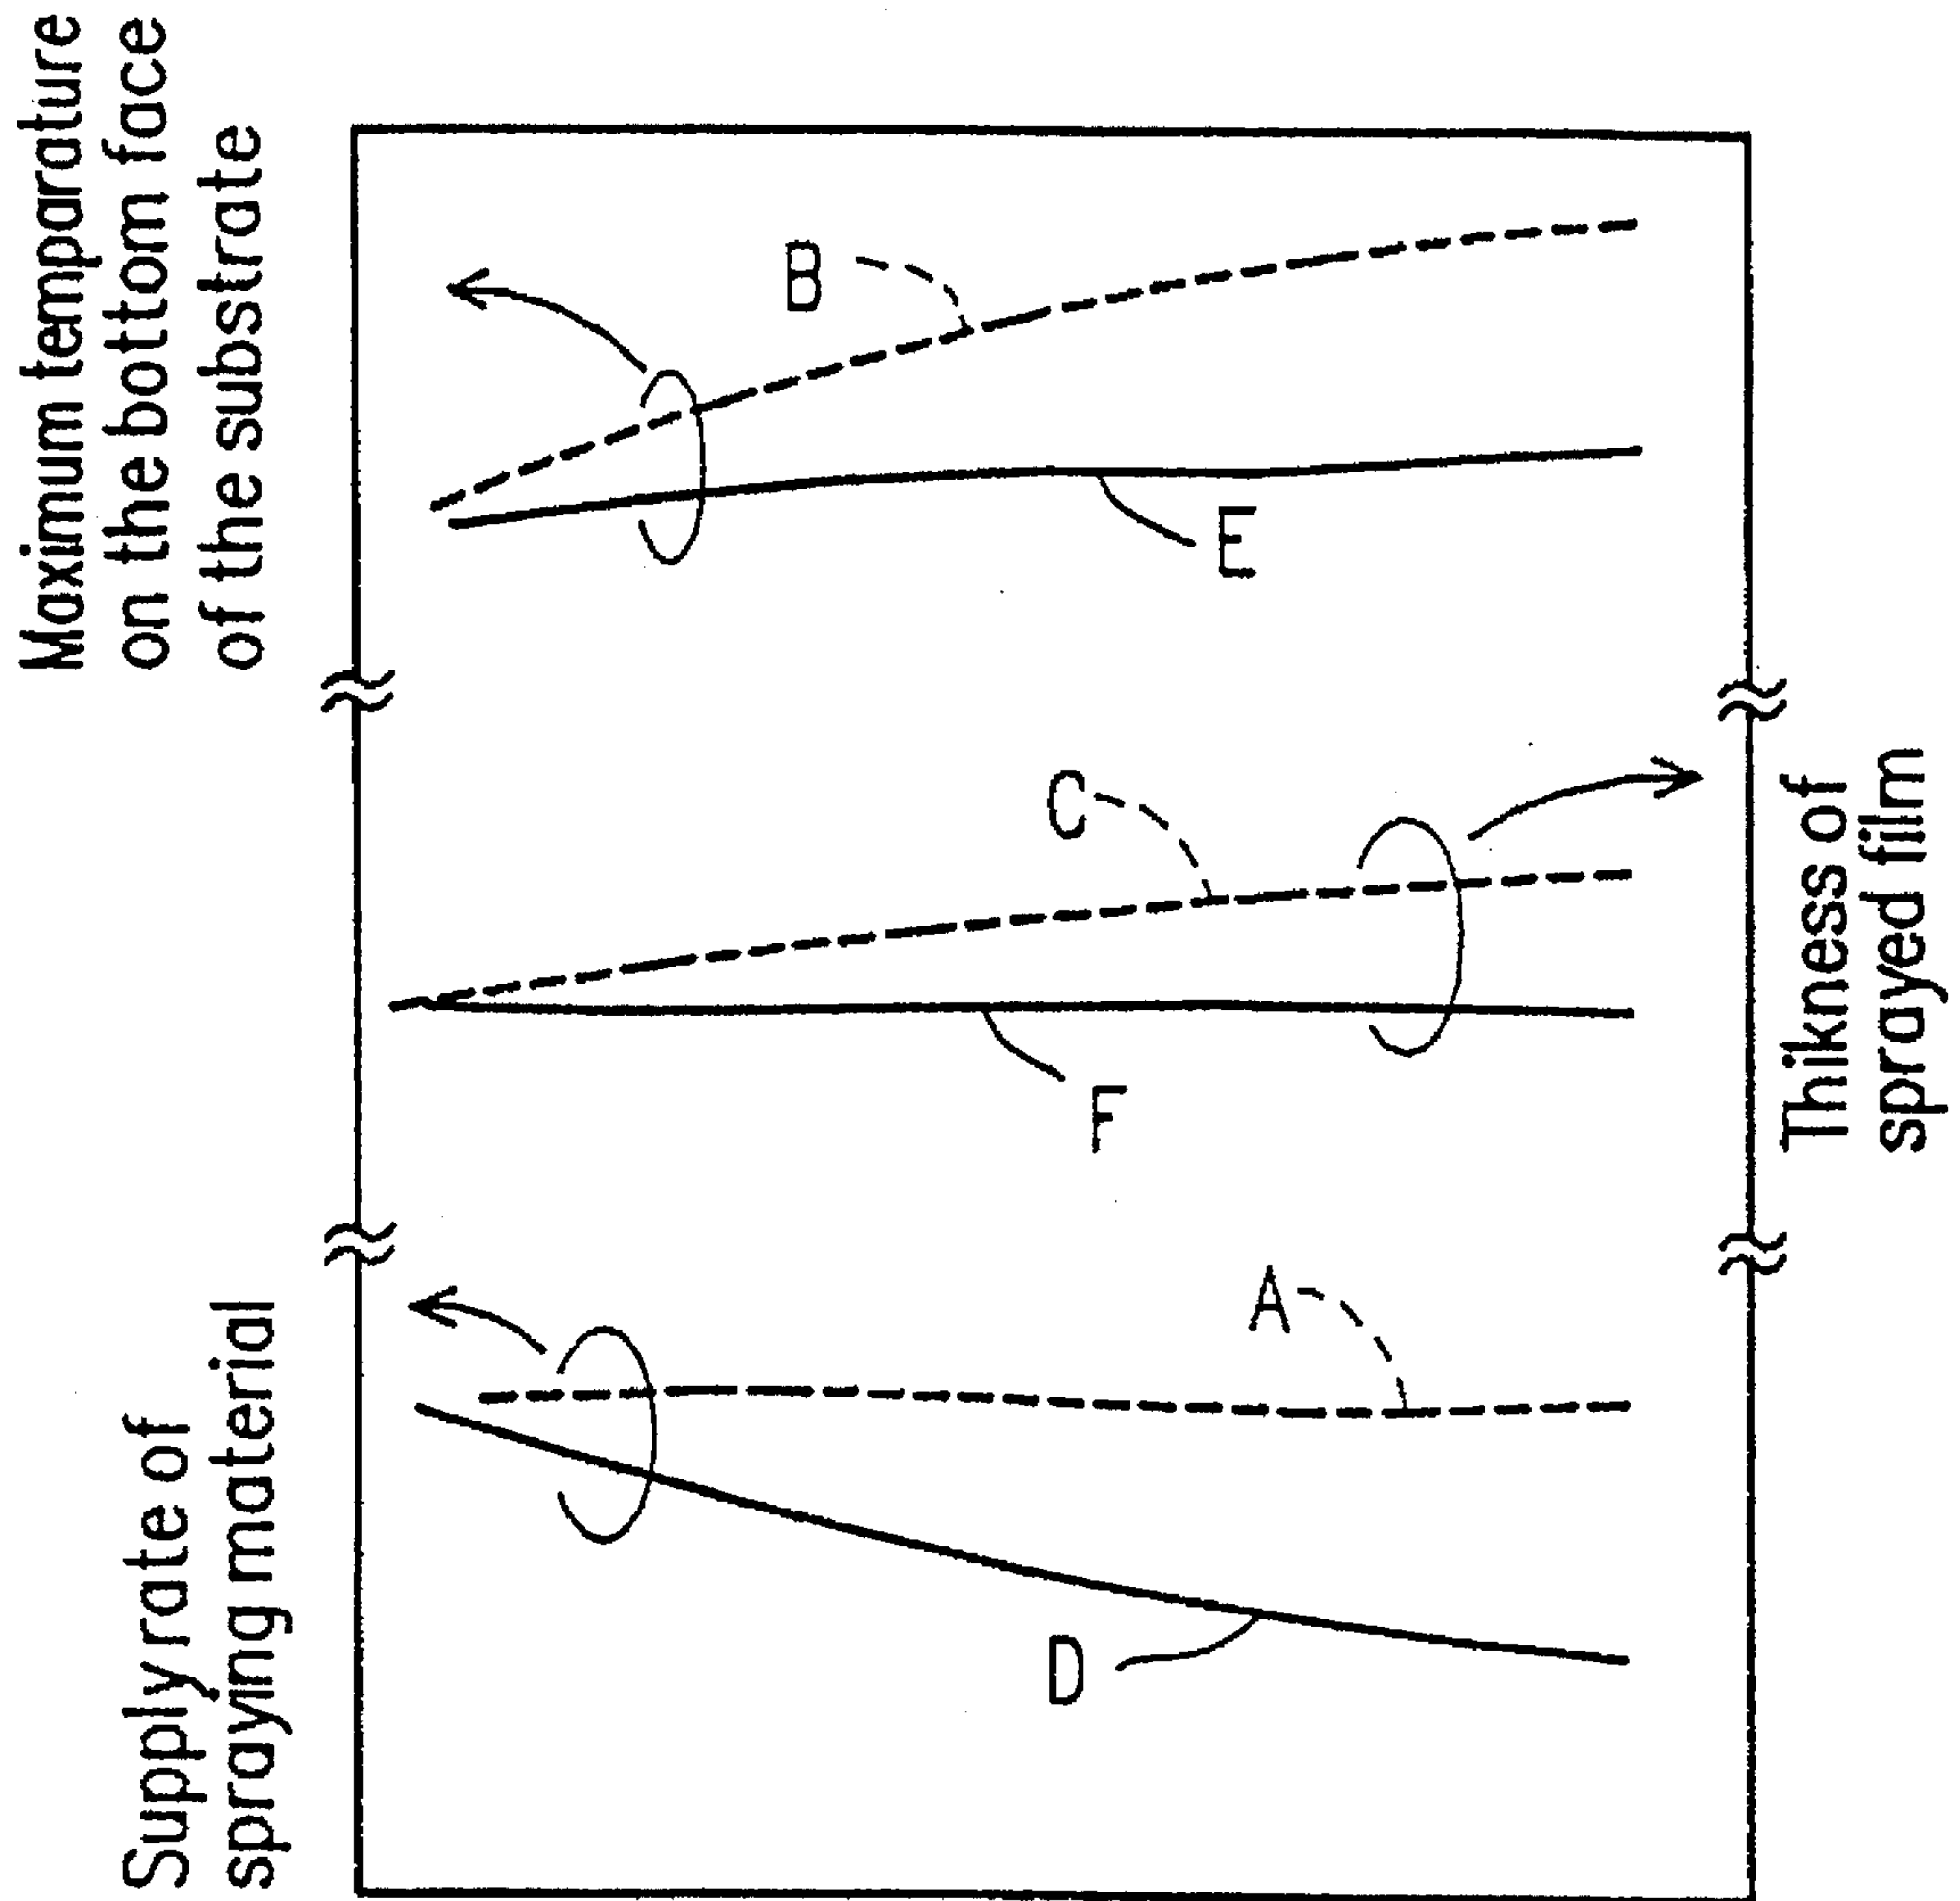 Maximum temparature
on the bottom face
of the substrate
B
E
C
Thikness of
sprayed film
F
Supply rate of
spraying material
A
D